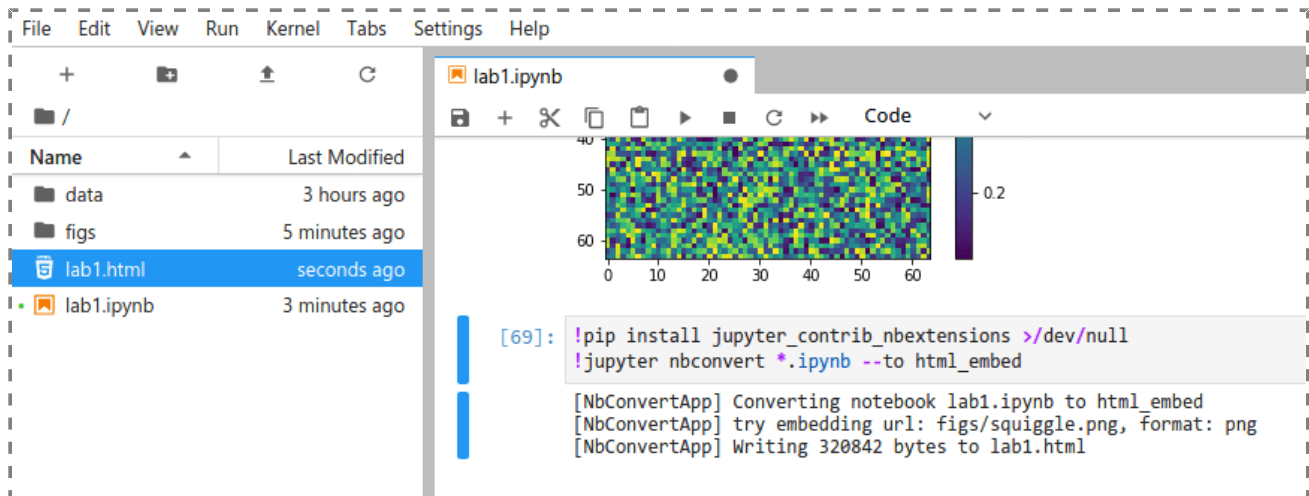 File Edit View Run Kernel Tabs Settings Help
/
Name Last Modified
data 3 hours ago
figs 5 minutes ago
lab1.html seconds ago
lab1.ipynb 3 minutes ago
lab1.ipynb
Code
40
50
60
0 10 20 30 40 50 60
0.2
[69]: !pip install jupyter_contrib_nbextensions >/dev/null
!jupyter nbconvert *.ipynb --to html_embed
[NbConvertApp] Converting notebook lab1.ipynb to html_embed
[NbConvertApp] try embedding url: figs/squiggle.png, format: png
[NbConvertApp] Writing 320842 bytes to lab1.html